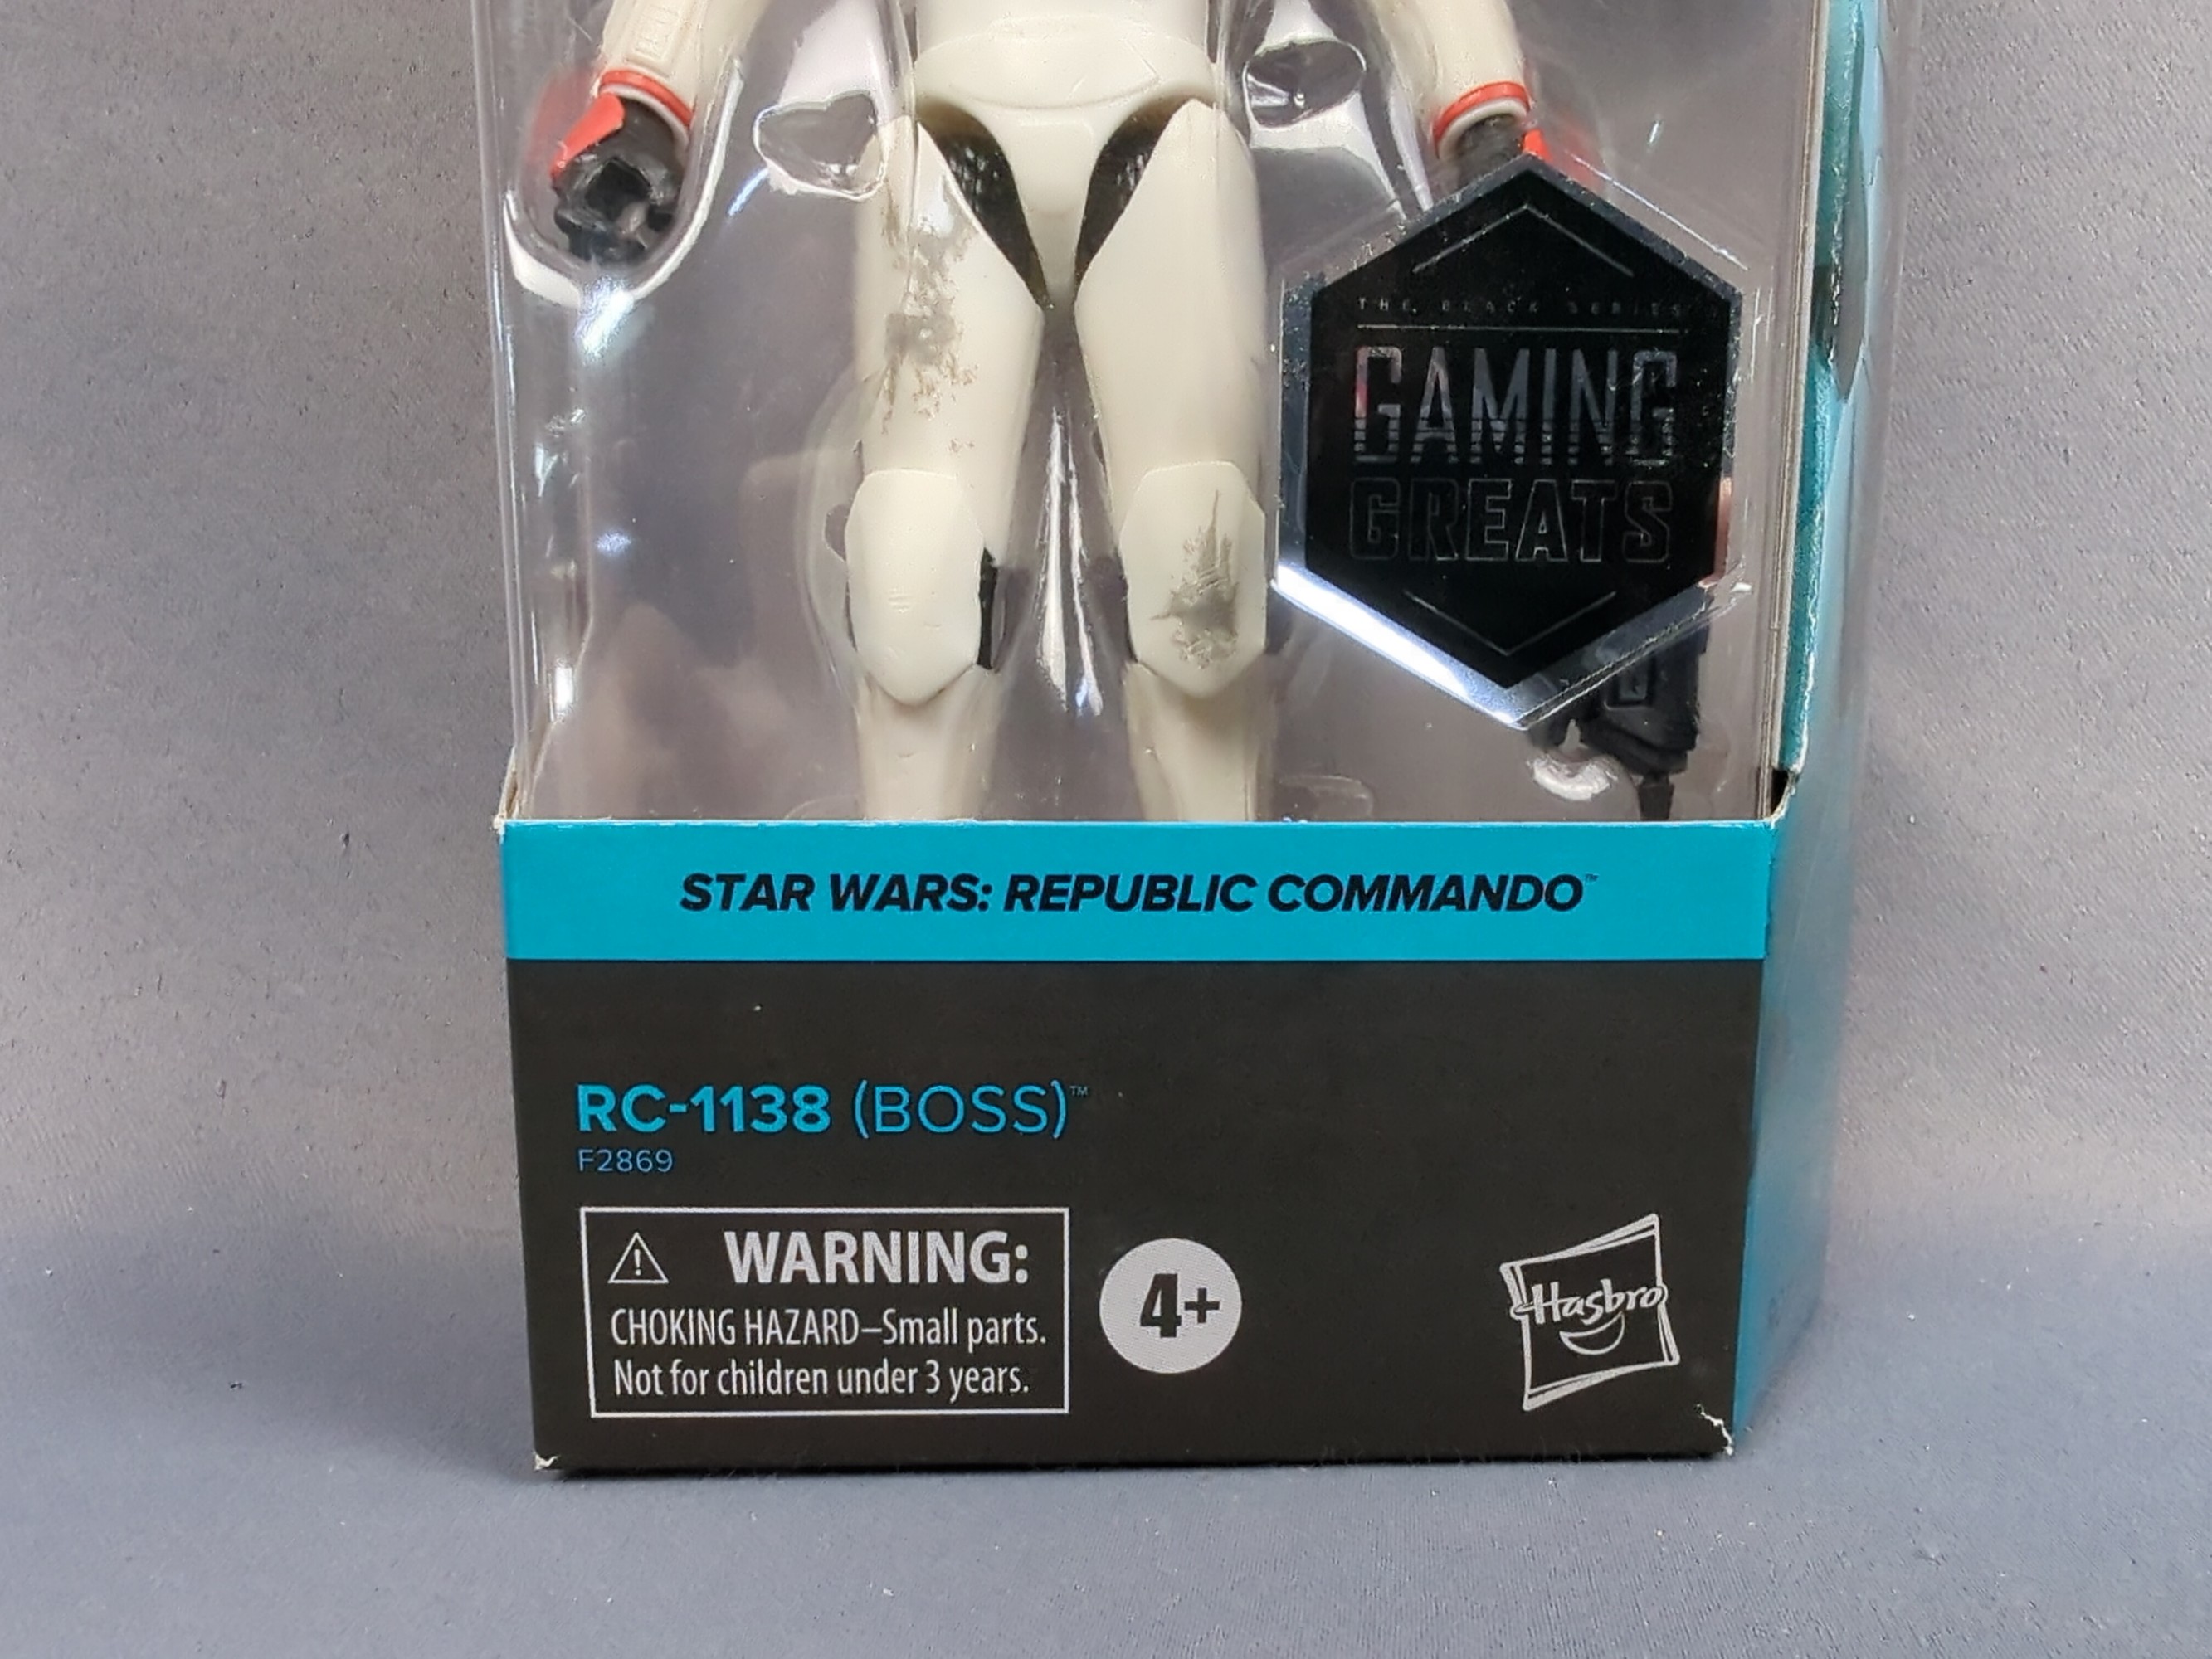 THE BLACK SERIES
GAMING
GREATS
STAR WARS: REPUBLIC COMMANDO™
RC-1138 (BOSS)™
F2869
WARNING:
CHOKING HAZARD–Small parts.
Not for children under 3 years.
4+
Hasbro